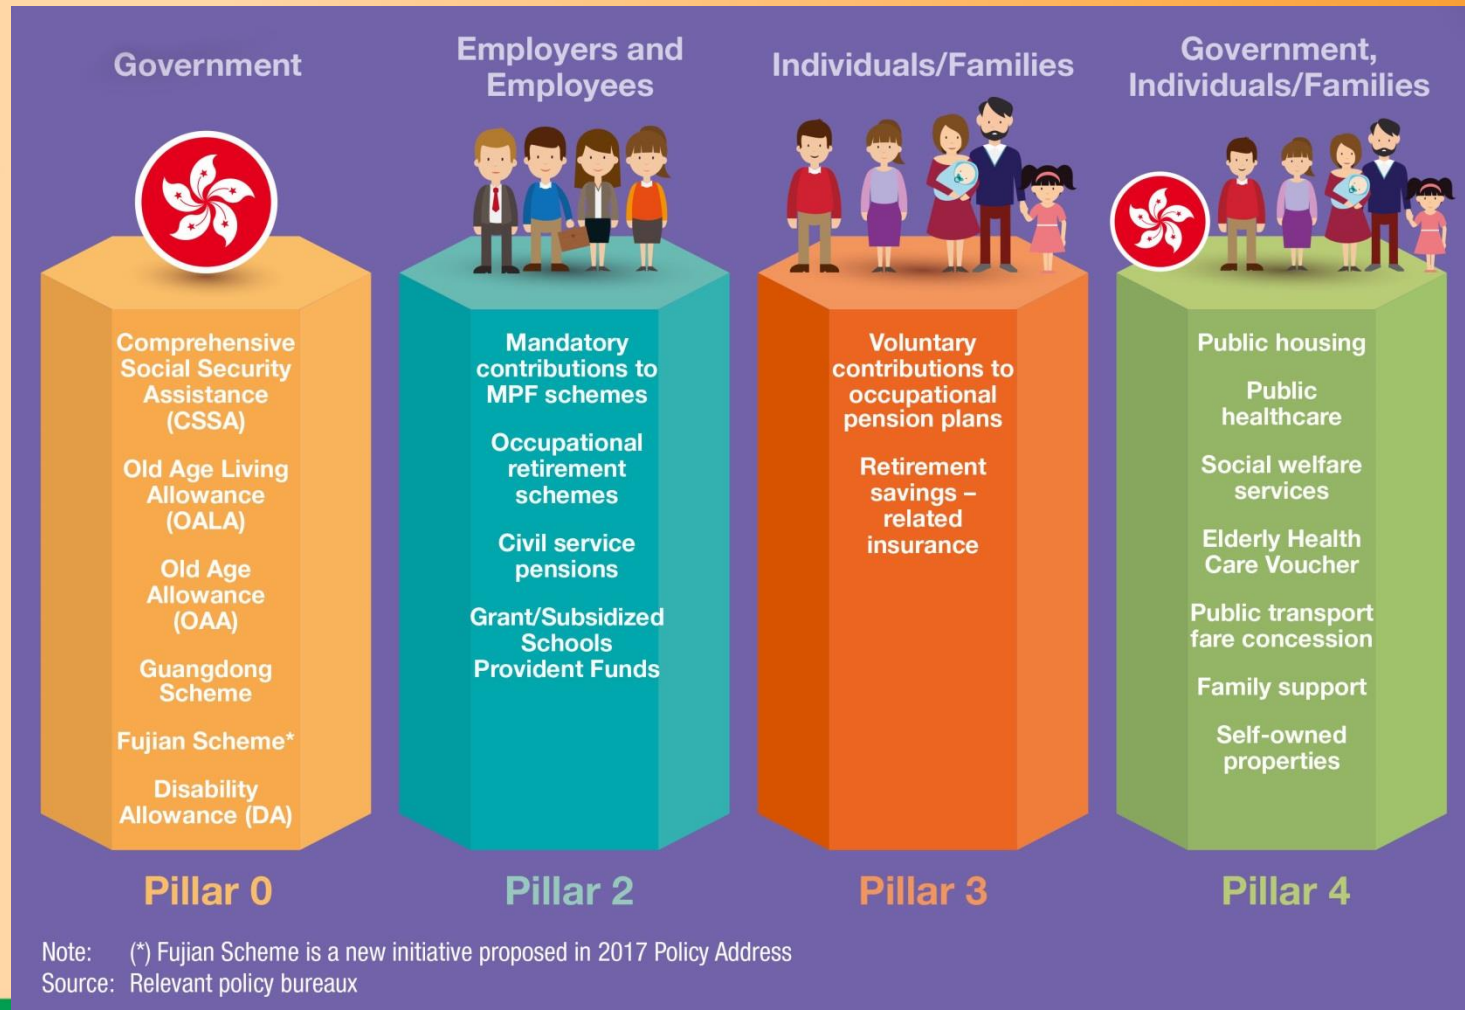 Government
Comprehensive
Social Security
Assistance
(CSSA)
Old Age Living
Allowance
(OALA)
Old Age
Allowance
(OAA)
Guangdong
Scheme
Fujian Scheme*
Disability
Allowance (DA)
Pillar 0
Employers and
Employees
Mandatory
contributions to
MPF schemes
Occupational
retirement
schemes
Civil service
pensions
Grant/Subsidized
Schools
Provident Funds
Pillar 2
Individuals/Families
Voluntary
contributions to
occupational
pension plans
Retirement
savings –
related
insurance
Pillar 3
Government,
Individuals/Families
Public housing
Public
healthcare
Social welfare
services
Elderly Health
Care Voucher
Public transport
fare concession
Family support
Self-owned
properties
Pillar 4
Note: (*) Fujian Scheme is a new initiative proposed in 2017 Policy Address
Source: Relevant policy bureaux